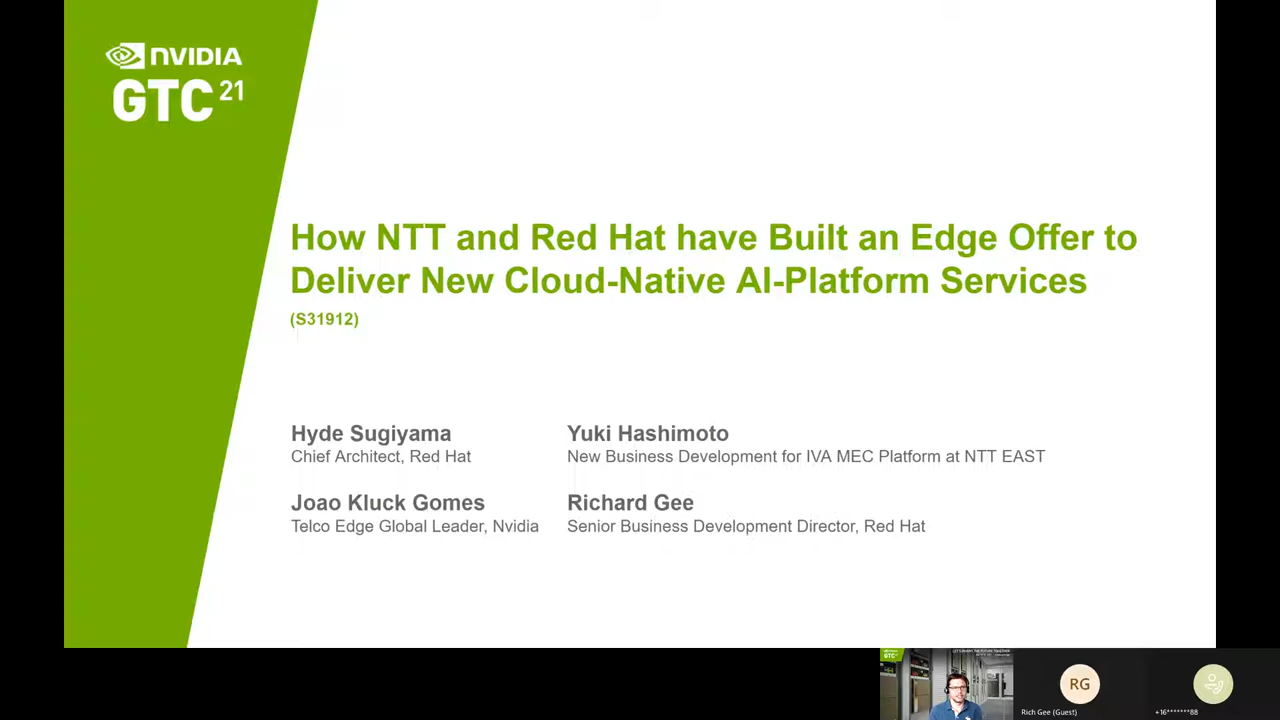 NVIDIA
GTC 21
How NTT and Red Hat have Built an Edge Offer to
Deliver New Cloud-Native AI-Platform Services
(S31912)
Hyde Sugiyama
Chief Architect, Red Hat
Yuki Hashimoto
New Business Development for IVA MEC Platform at NTT EAST
Joao Kluck Gomes
Telco Edge Global Leader, Nvidia
Richard Gee
Senior Business Development Director, Red Hat
GTC
RG
Rich Gee (Guest)
+16*******88